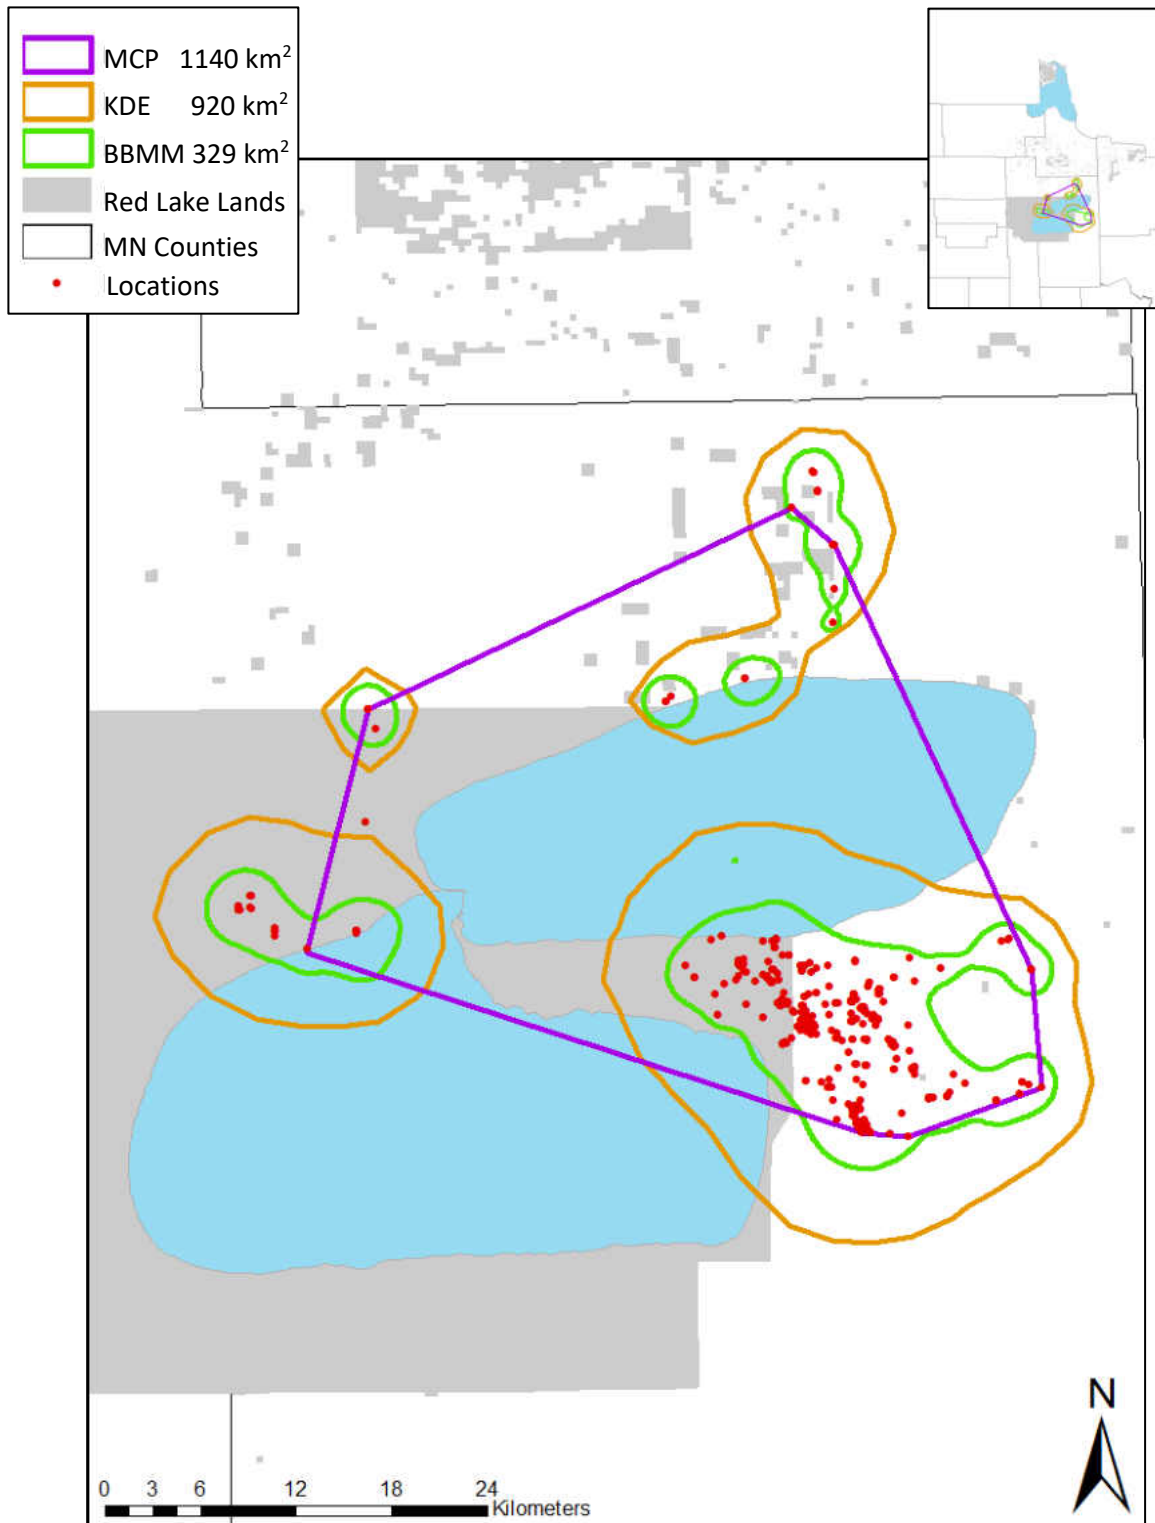 MCP 1140 km²
KDE 920 km²
BBMM 329 km²
Red Lake Lands
MN Counties
Locations
N
0 3 6 12 18 24
Kilometers